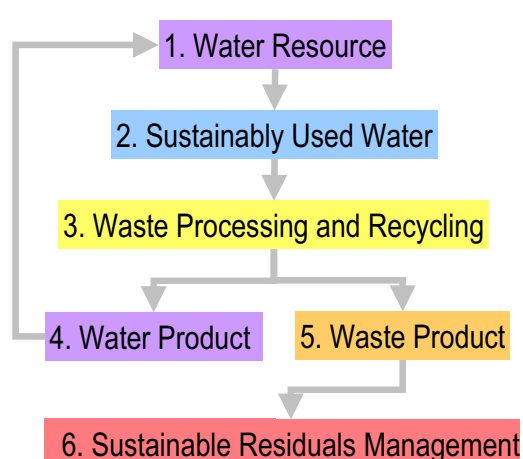 1. Water Resource
2. Sustainably Used Water
3. Waste Processing and Recycling
4. Water Product
5. Waste Product
6. Sustainable Residuals Management